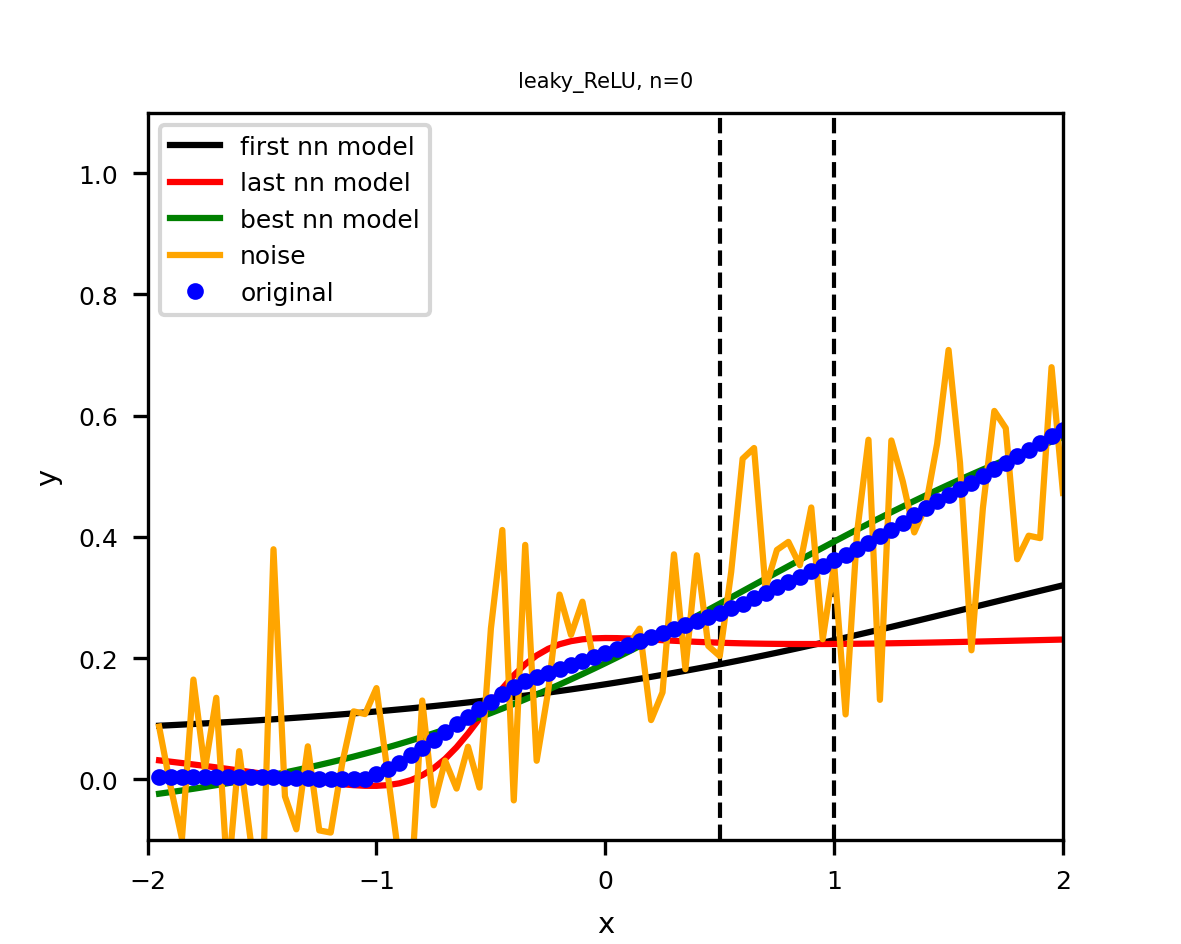 leaky_ReLU, n=0
first nn model
last nn model
best nn model
noise
original
1.0
0.8
0.6
0.4
0.2
0.0
y
−2
−1
0
1
2
x